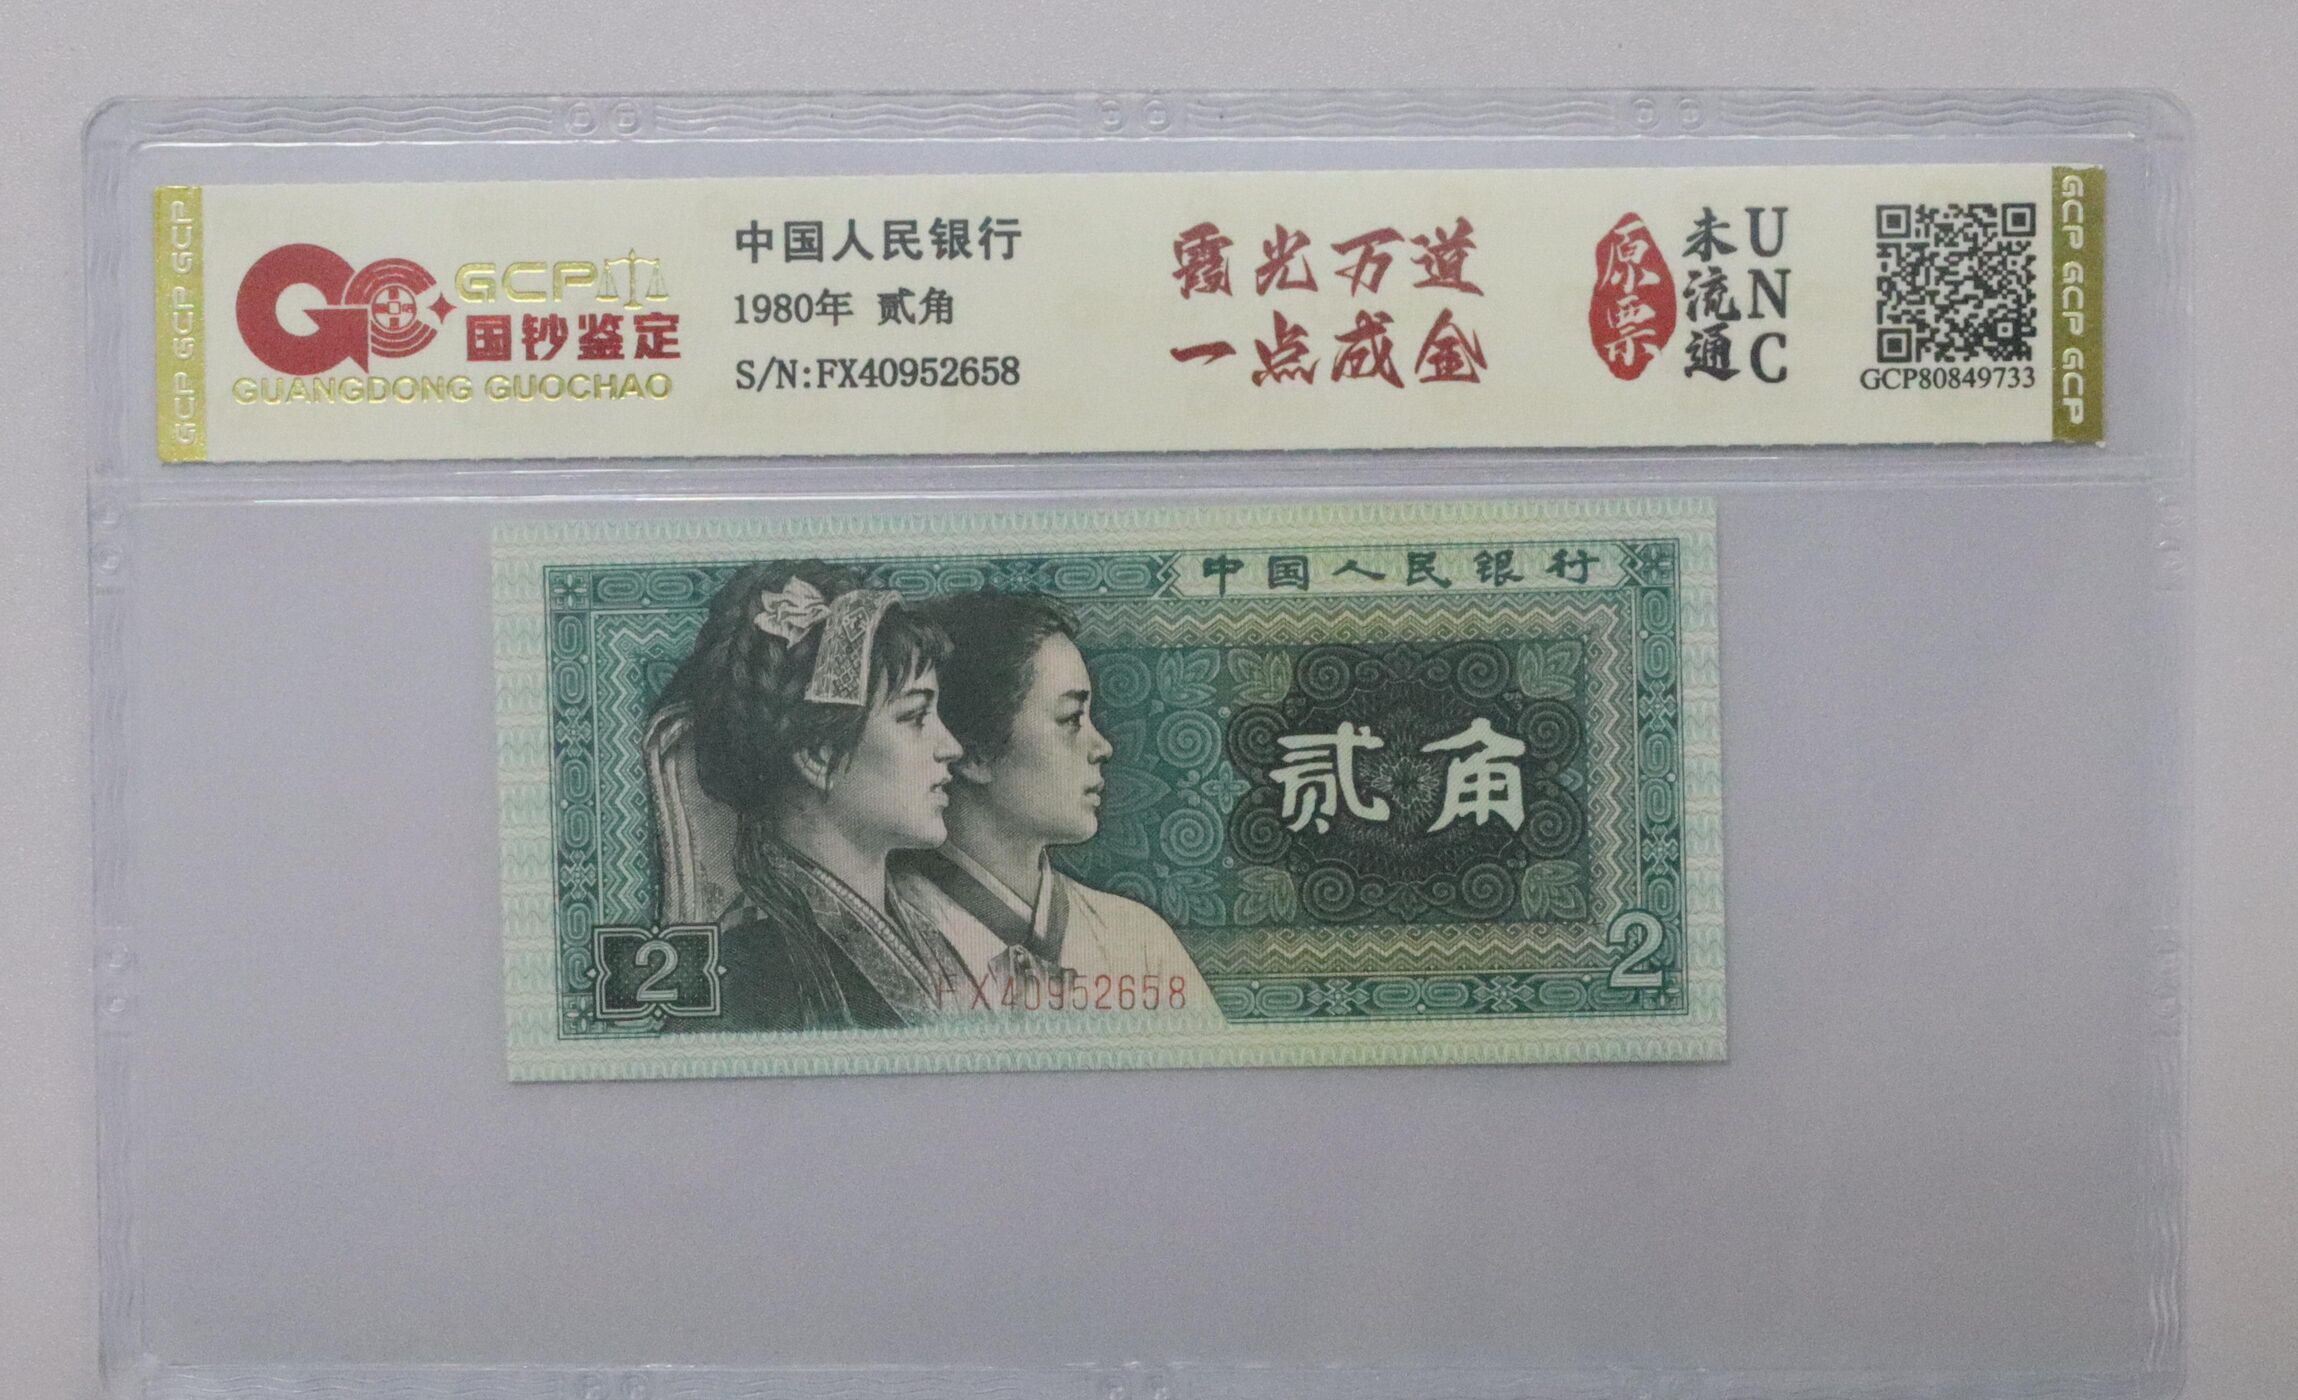 GCP GCP GCP
GCP
国钞鉴定
GUANGDONG GUOCHAO
中国人民银行
1980年 贰角
S/N:FX40952658
霞光万道
一点成金
原票
未流通
UNC
GCP80849733
GCP GCP GCP
中国人民银行
贰角
2
2
FX40952658